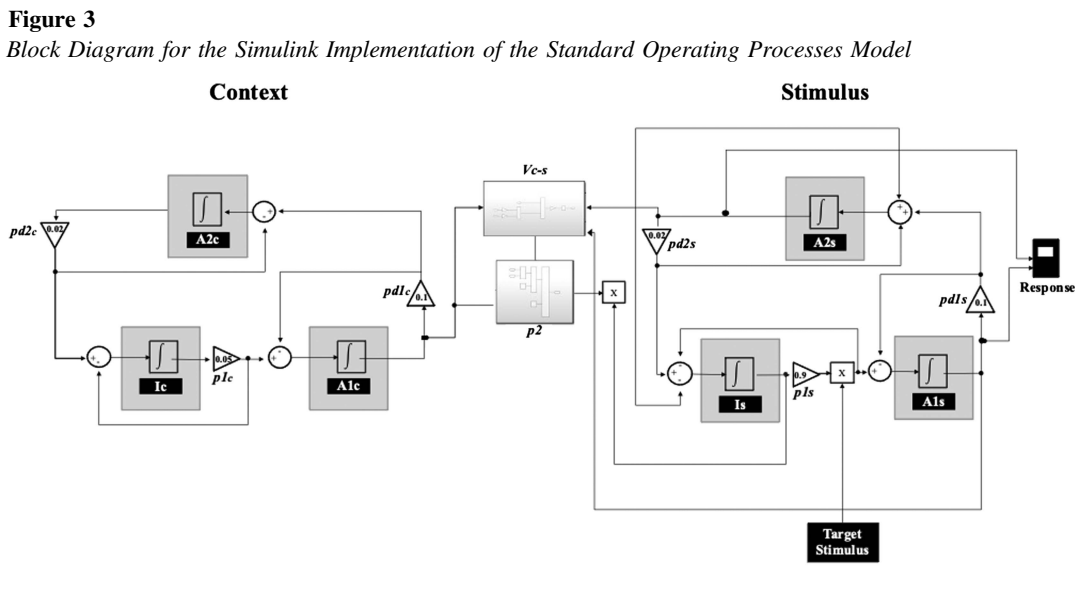 Figure 3
Block Diagram for the Simulink Implementation of the Standard Operating Processes Model
Context
Stimulus
Vc-s
pd2c
0.02
A2c
0.02
pd2s
A2s
pd1c
0.1
p2
X
pd1s
0.1
Response
Ic
0.05
p1c
A1c
Is
0.9
p1s
X
A1s
Target
Stimulus